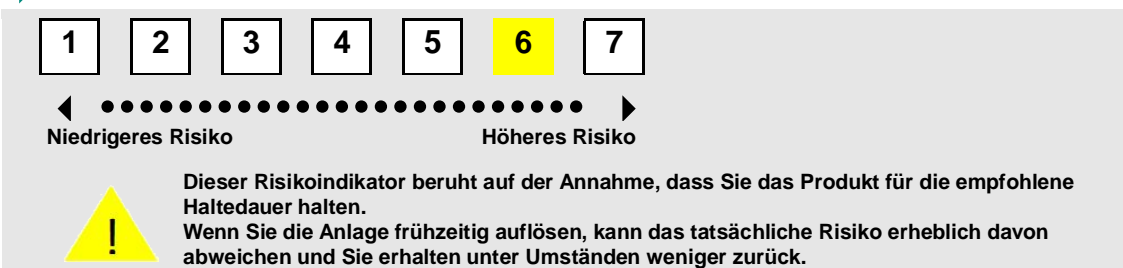 1 2 3 4 5 6 7
Niedrigeres Risiko Höheres Risiko
Dieser Risikoindikator beruht auf der Annahme, dass Sie das Produkt für die empfohlene
Haltedauer halten.
! Wenn Sie die Anlage frühzeitig auflösen, kann das tatsächliche Risiko erheblich davon
abweichen und Sie erhalten unter Umständen weniger zurück.